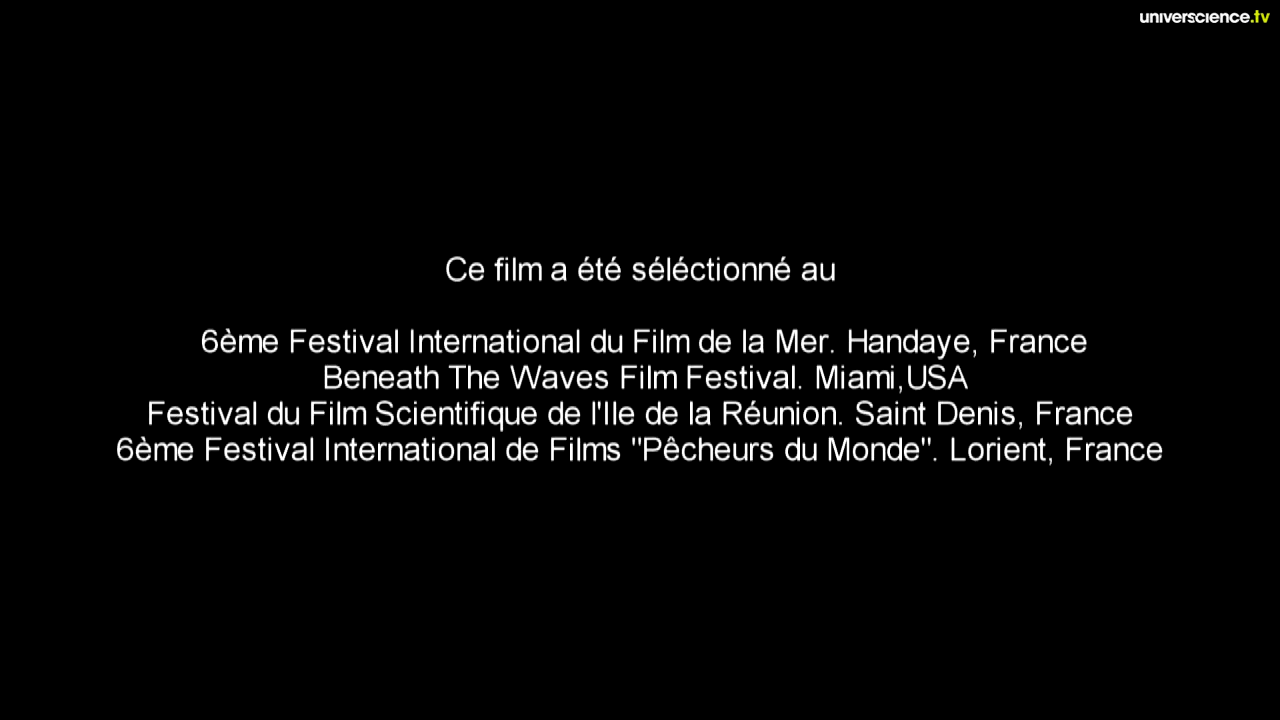 universcience.tv
Ce film a été séléctionné au
6ème Festival International du Film de la Mer. Handaye, France
Beneath The Waves Film Festival. Miami,USA
Festival du Film Scientifique de l'Ile de la Réunion. Saint Denis, France
6ème Festival International de Films "Pêcheurs du Monde". Lorient, France